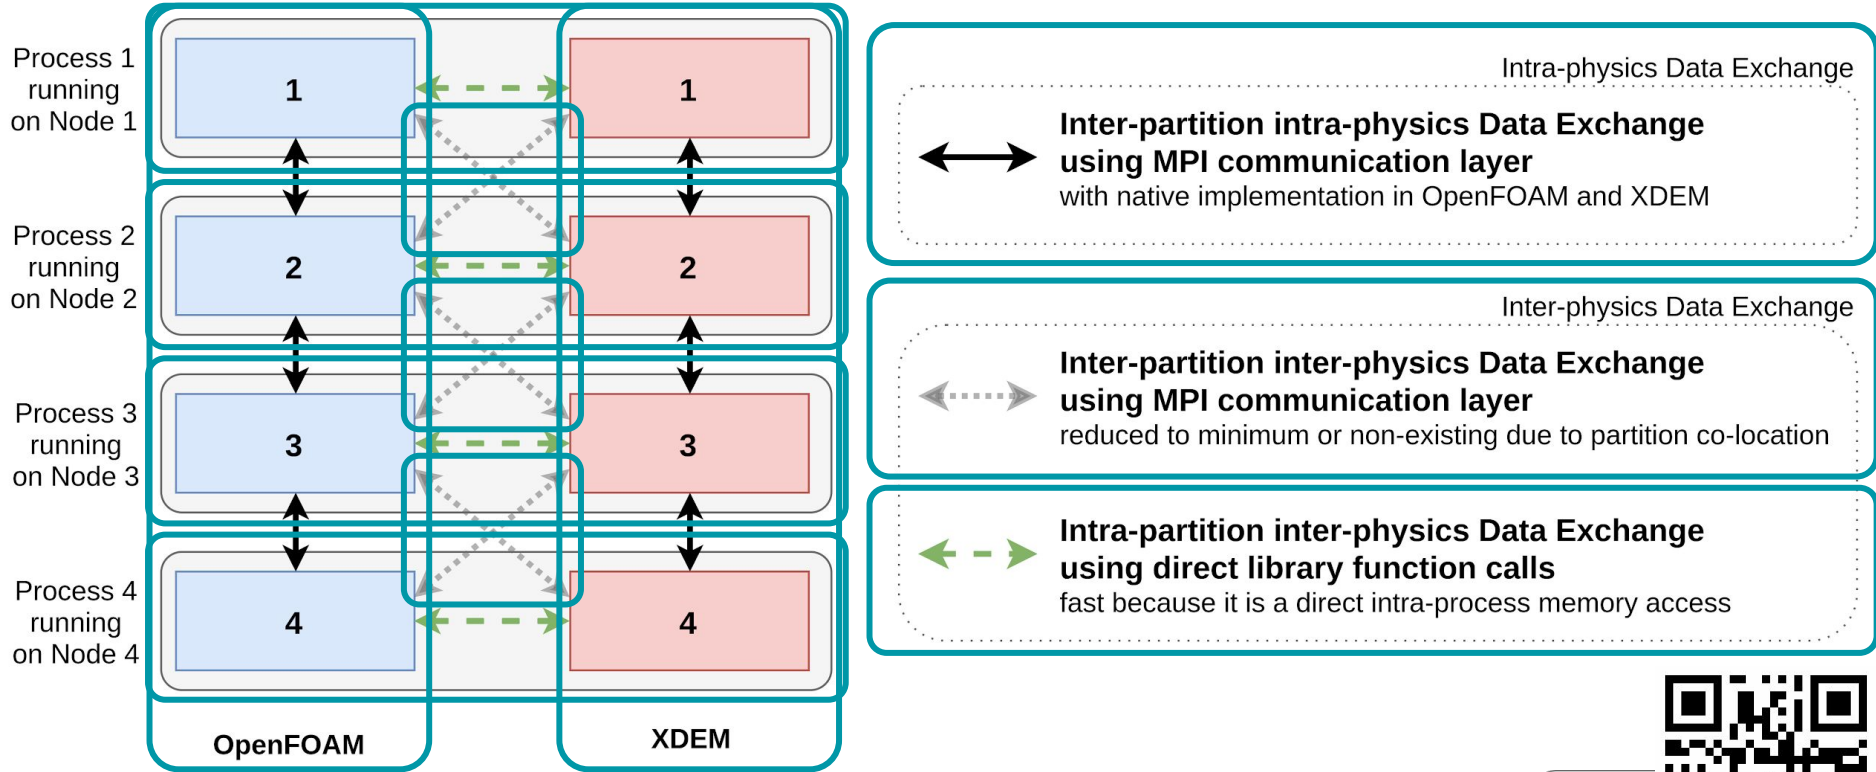 Process 1
running
on Node 1
1
1
Process 2
running
on Node 2
2
2
Process 3
running
on Node 3
3
3
Process 4
running
on Node 4
4
4
OpenFOAM
XDEM
Intra-physics Data Exchange
Inter-partition intra-physics Data Exchange
using MPI communication layer
with native implementation in OpenFOAM and XDEM
Inter-physics Data Exchange
Inter-partition inter-physics Data Exchange
using MPI communication layer
reduced to minimum or non-existing due to partition co-location
Intra-partition inter-physics Data Exchange
using direct library function calls
fast because it is a direct intra-process memory access